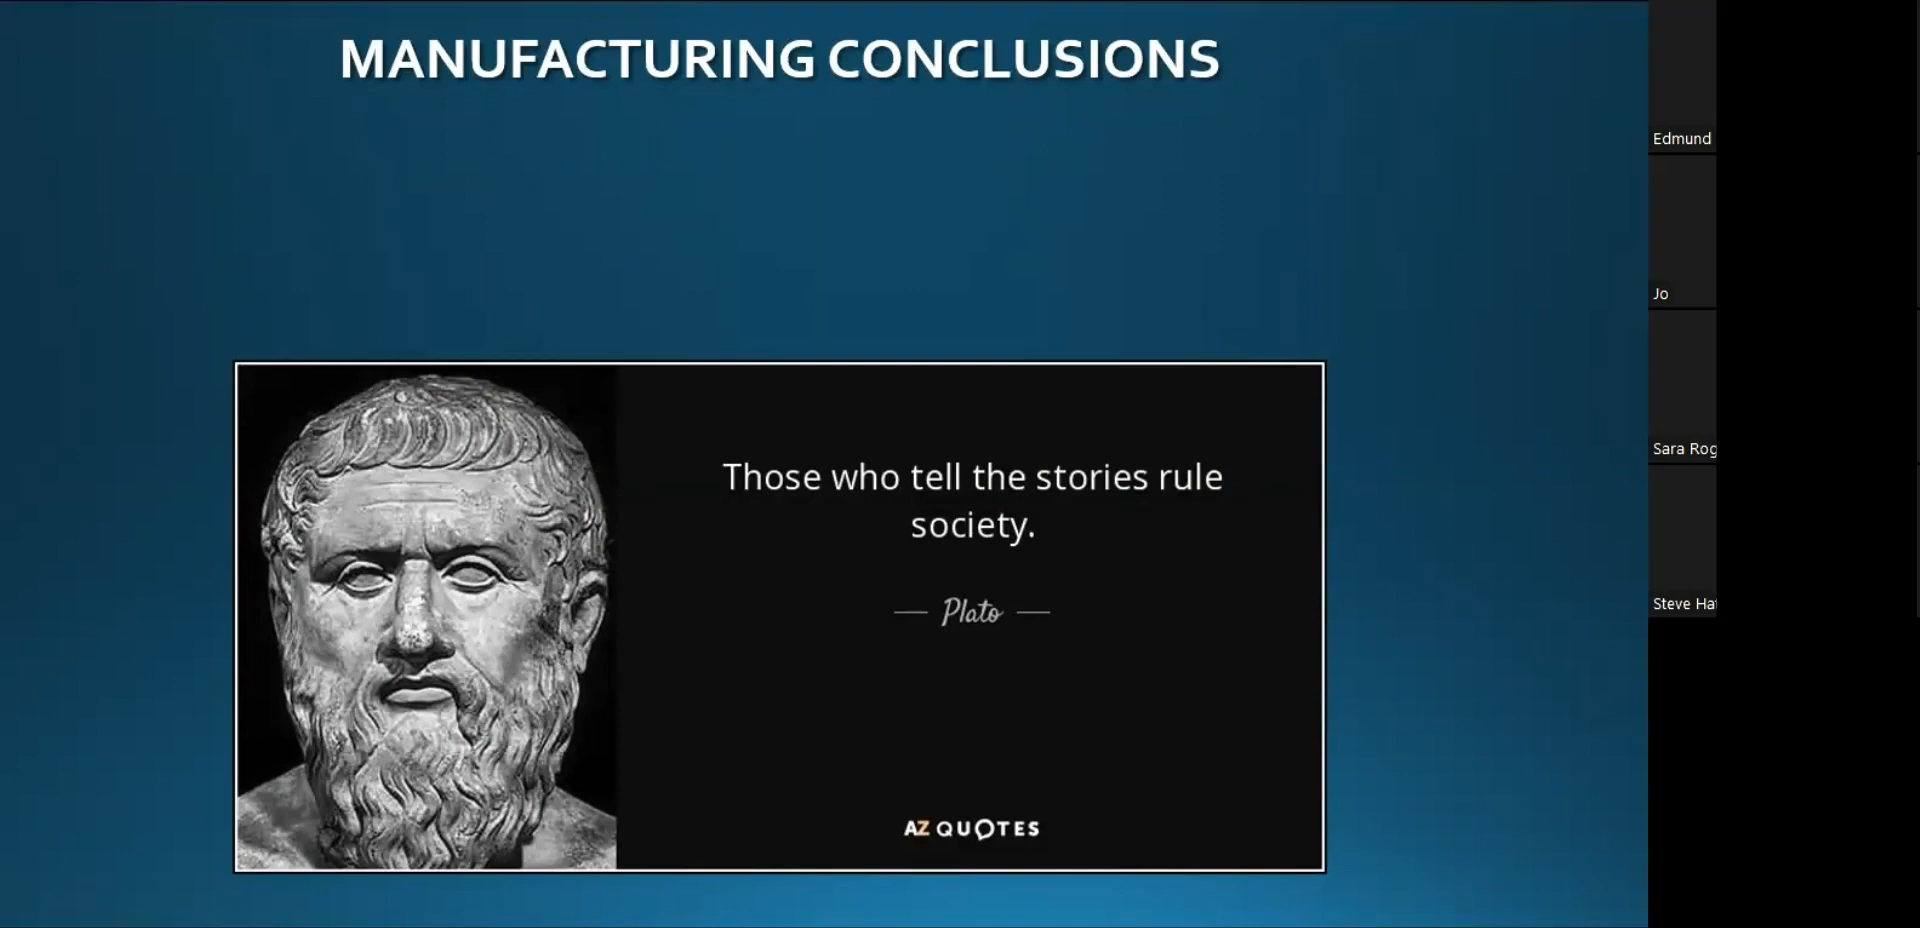 MANUFACTURING CONCLUSIONS
Those who tell the stories rule
society.
Plato
AZ QUOTES
Edmund
Jo
Sara Rog
Steve Ha